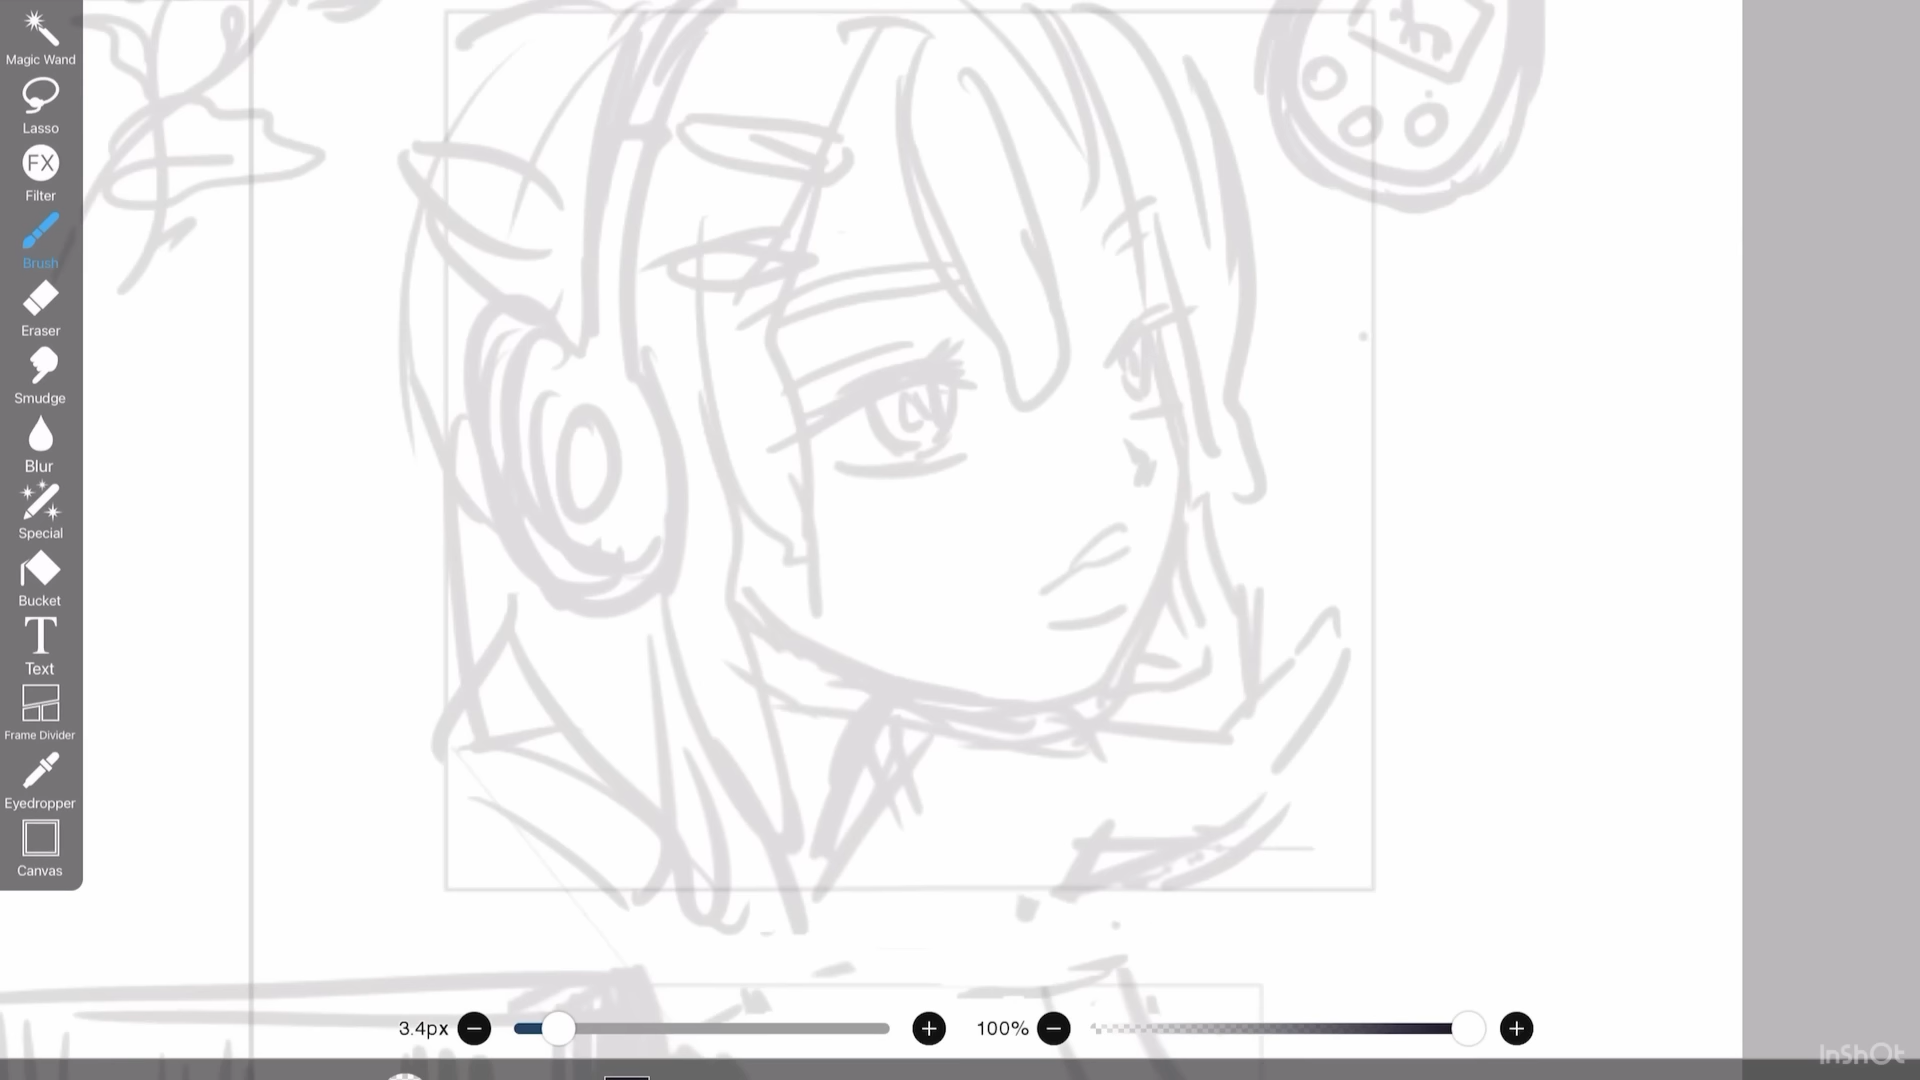 Magic Wand
Lasso
FX
Filter
Brush
Eraser
Smudge
Blur
Special
Bucket
T
Text
Frame Divider
Eyedropper
Canvas
3.4px
100%
InShOt